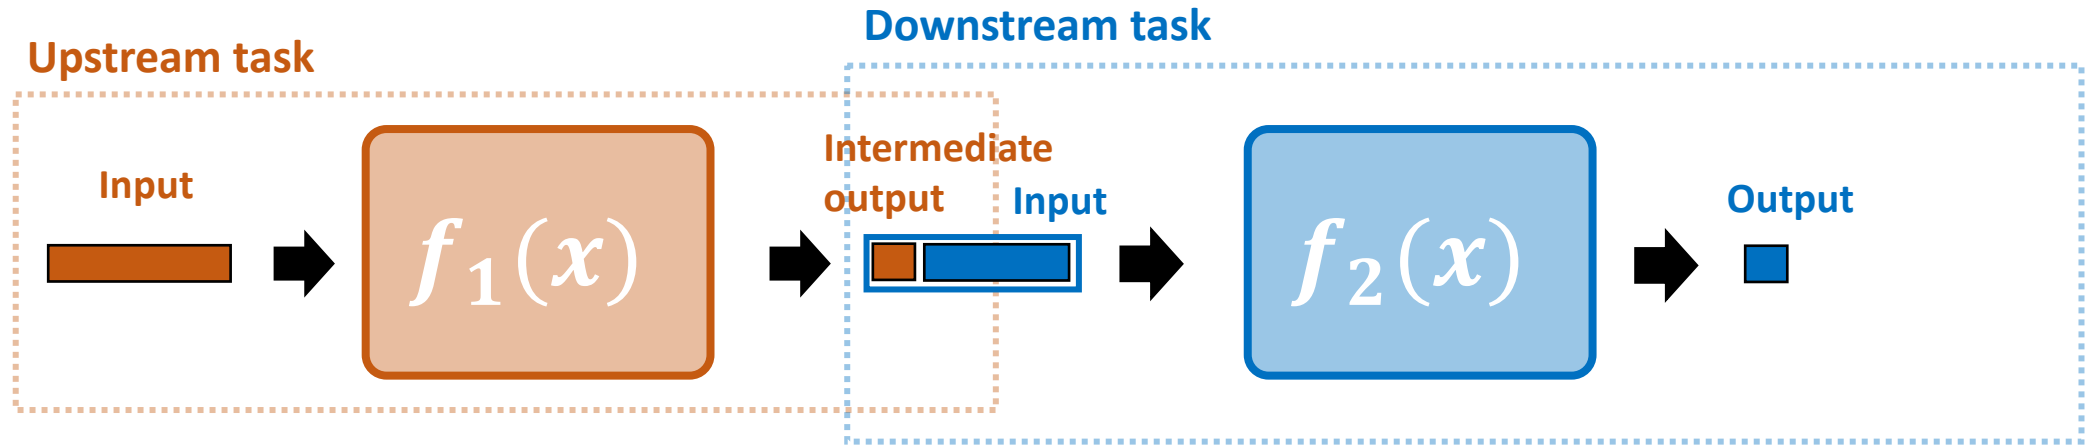 Upstream task
Downstream task
Input
f₁(x)
Intermediate
output
Input
f₂(x)
Output